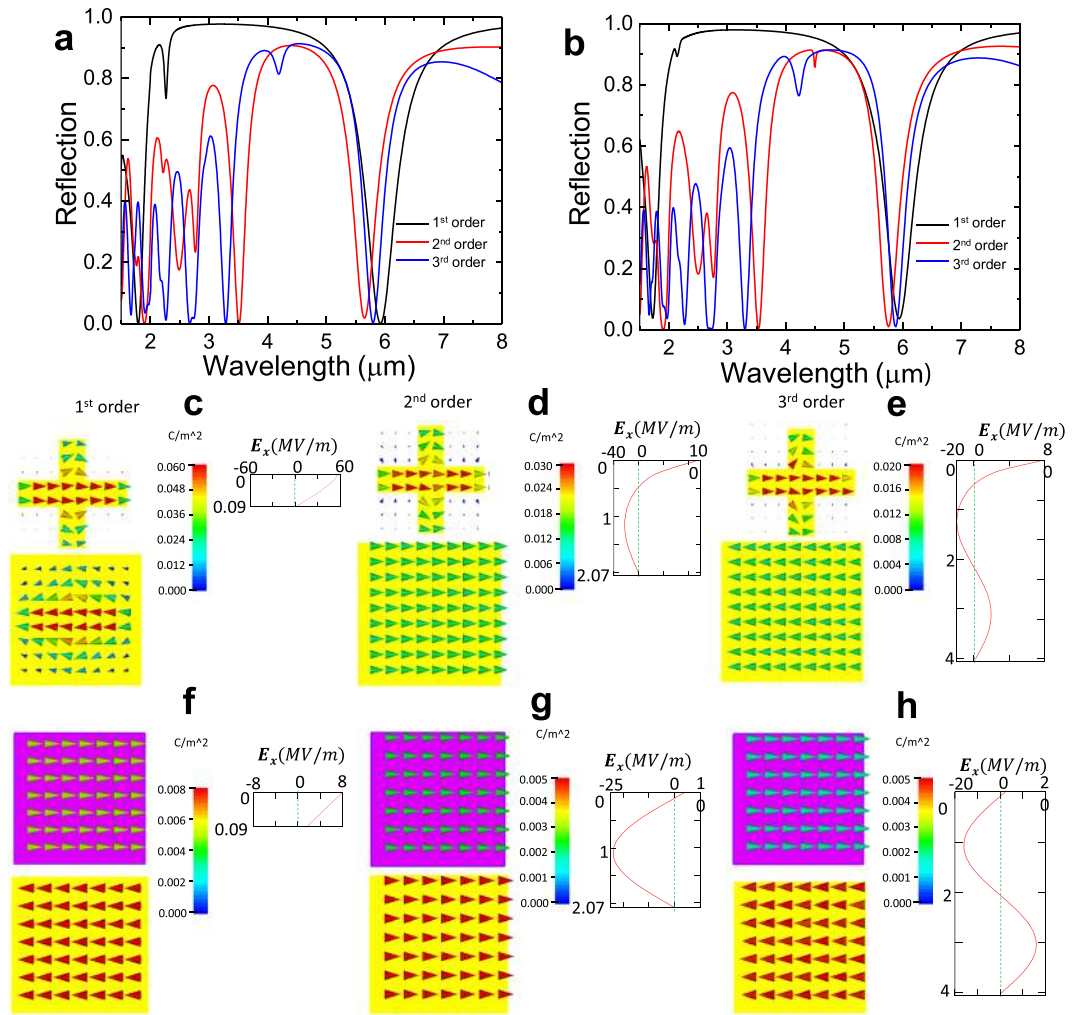 a
1.0
0.8
0.6
0.4
0.2
0.0
Reflection
1st order
2nd order
3rd order
2 3 4 5 6 7 8
Wavelength (μm)
b
1.0
0.8
0.6
0.4
0.2
0.0
Reflection
1st order
2nd order
3rd order
2 3 4 5 6 7 8
Wavelength (μm)
1st order
c
C/m^2
0.060
0.048
0.036
0.024
0.012
0.000
Ex(MV/m)
-60 0 60
0.09
2nd order
d
C/m^2
0.030
0.024
0.018
0.012
0.006
0.000
Ex(MV/m)
-40 0 10
0
1
2.07
3rd order
e
C/m^2
0.020
0.016
0.012
0.008
0.004
0.000
Ex(MV/m)
-20 0 8
0
2
4
f
C/m^2
0.008
0.006
0.004
0.002
0.000
Ex(MV/m)
-8 0 8
0.09
g
C/m^2
0.005
0.004
0.003
0.002
0.001
0.000
Ex(MV/m)
-25 0 1
0 0
1
2.07
h
C/m^2
0.005
0.004
0.003
0.002
0.001
0.000
Ex(MV/m)
-20 0 2
0 0
2
4